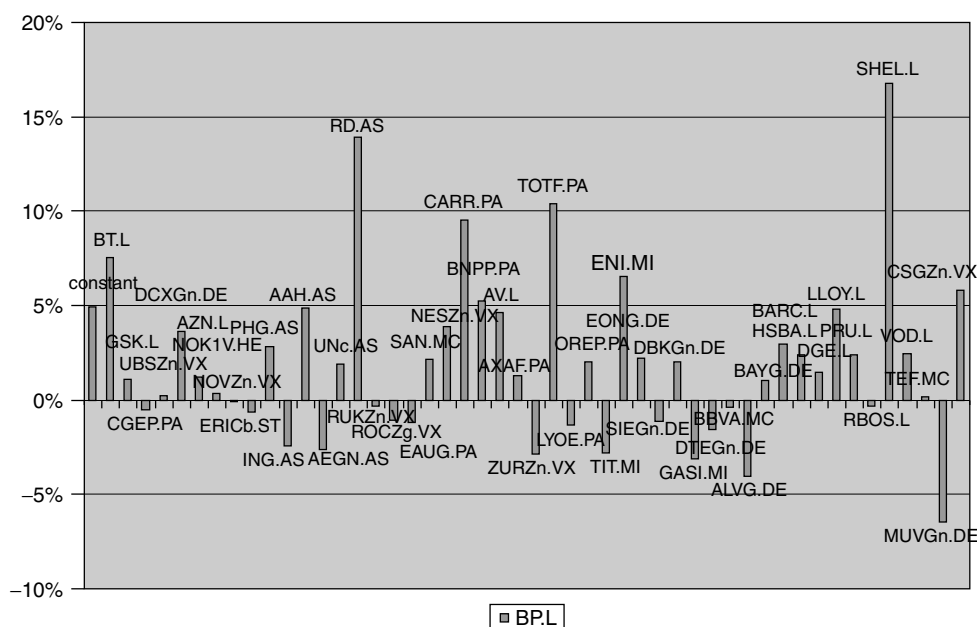 20%
15%
10%
5%
0%
−5%
−10%
constant
BT.L
GSK.L
CGEP.PA
UBSZn.VX
DCXGn.DE
AZN.L
NOK1V.HE
NOVZn.VX
ERICb.ST
PHG.AS
ING.AS
AAH.AS
AEGN.AS
UNc.AS
RD.AS
RUKZn.VX
ROCZg.VX
EAUG.PA
SAN.MC
NESZn.VX
CARR.PA
BNPP.PA
AV.L
AXAF.PA
ZURZn.VX
TOTF.PA
LYOE.PA
OREP.PA
TIT.MI
ENI.MI
EONG.DE
SIEGn.DE
DBKGn.DE
GASI.MI
DTEGn.DE
BBVA.MC
ALVG.DE
BAYG.DE
BARC.L
HSBA.L
DGE.L
LLOY.L
PRU.L
RBOS.L
SHEL.L
VOD.L
TEF.MC
MUVGn.DE
CSGZn.VX
BP.L